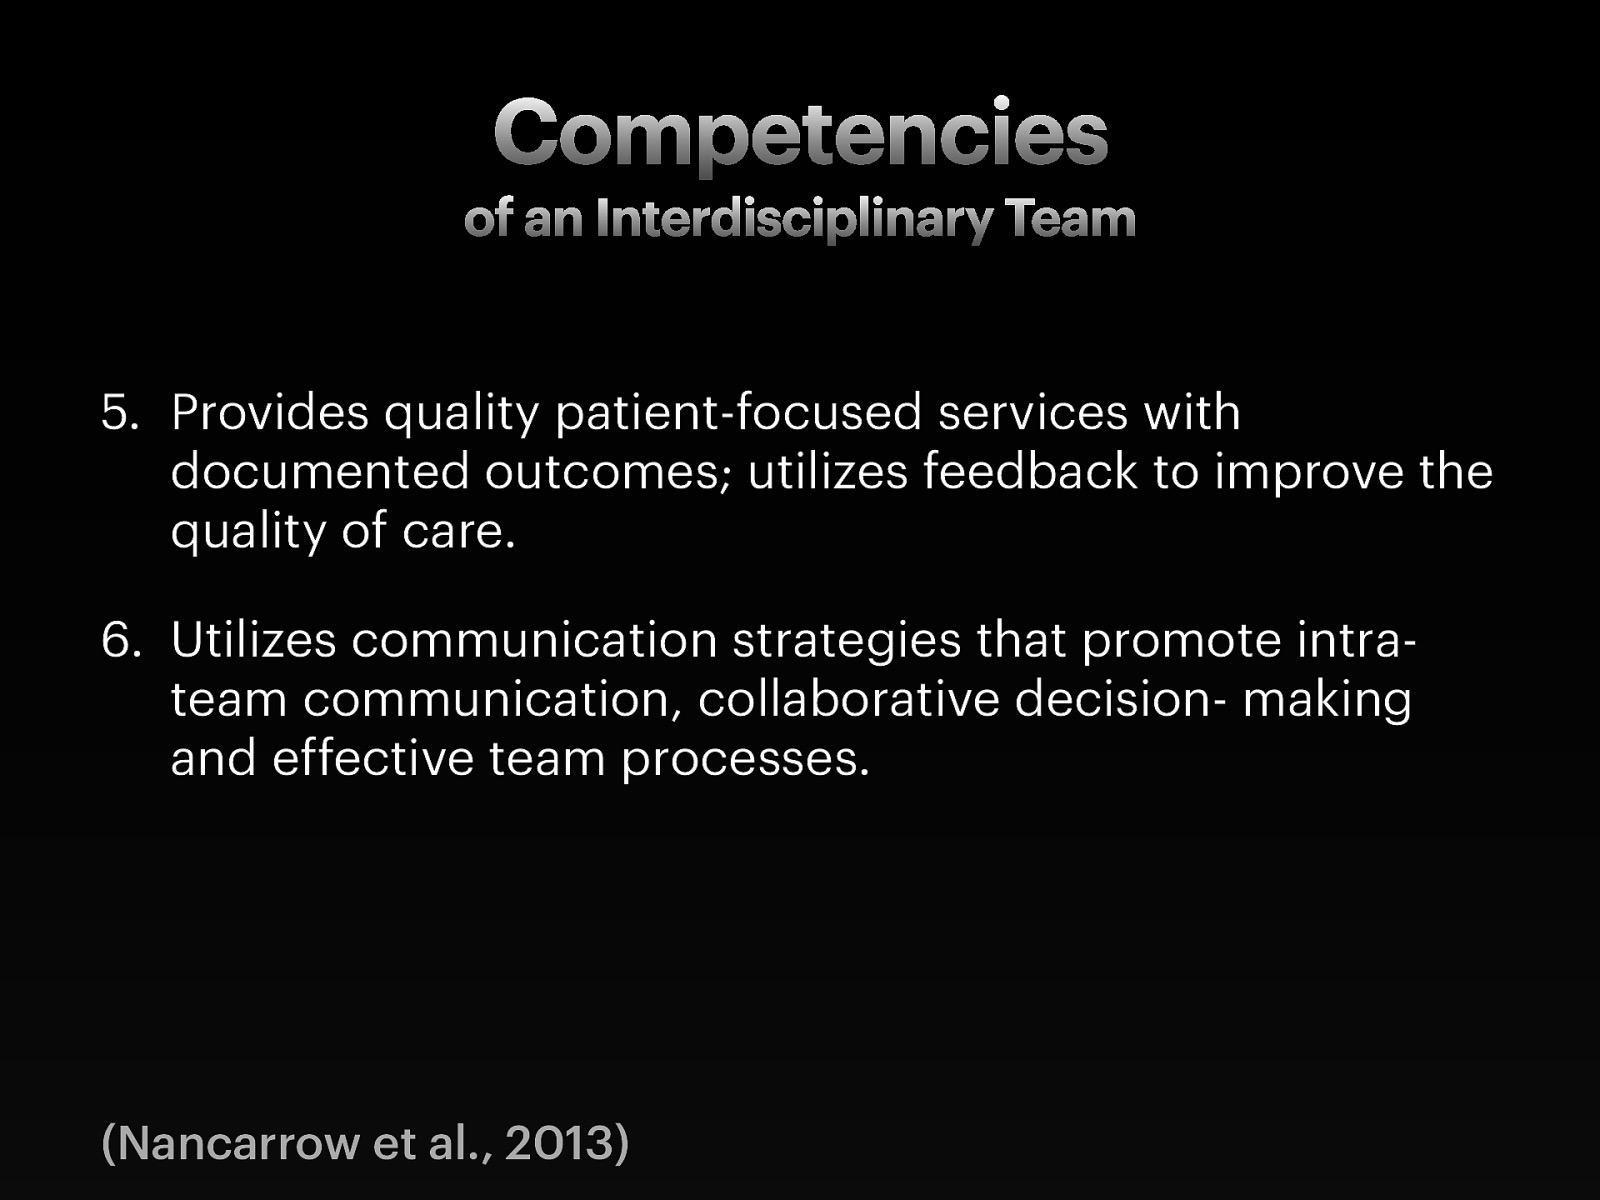 Competencies
of an Interdisciplinary Team
5. Provides quality patient-focused services with
documented outcomes; utilizes feedback to improve the
quality of care.
6. Utilizes communication strategies that promote intra-
team communication, collaborative decision- making
and effective team processes.
(Nancarrow et al., 2013)